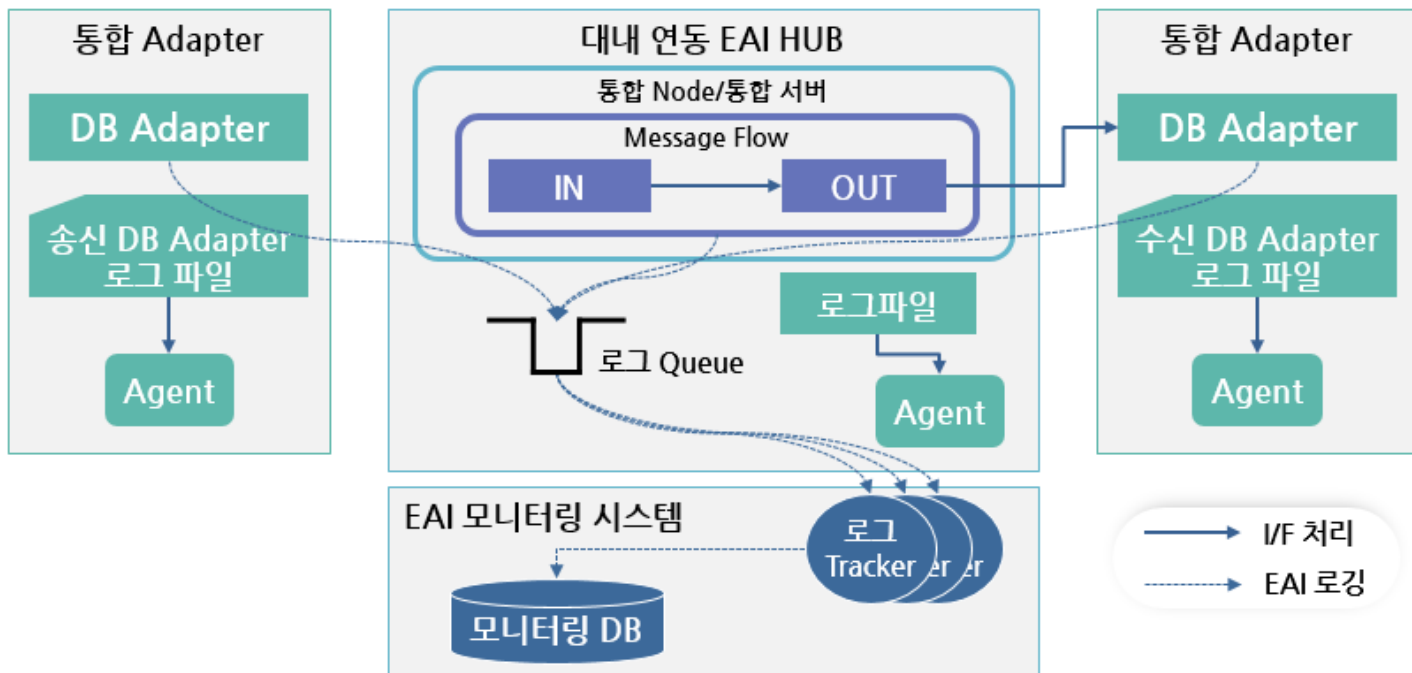 통합 Adapter
DB Adapter
송신 DB Adapter
로그 파일
Agent
대내 연동 EAI HUB
통합 Node/통합 서버
Message Flow
IN
OUT
로그 Queue
로그파일
Agent
통합 Adapter
DB Adapter
수신 DB Adapter
로그 파일
Agent
EAI 모니터링 시스템
로그
Tracker
er
er
모니터링 DB
I/F 처리
EAI 로깅